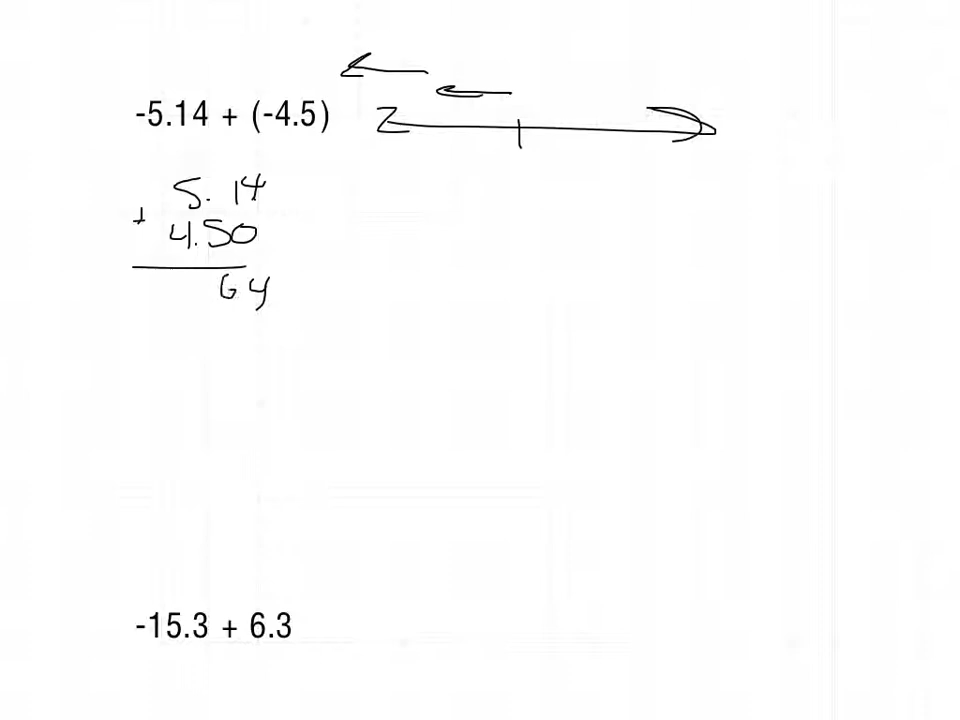 -5.14 + (-4.5)
5.14
+ 4.50
64
-15.3 + 6.3